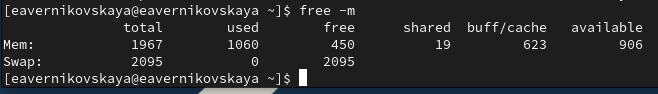 [eavernikovskaya@eavernikovskaya ~]$ free -m
total used free shared buff/cache available
Mem: 1967 1060 450 19 623 906
Swap: 2095 0 2095
[eavernikovskaya@eavernikovskaya ~]$